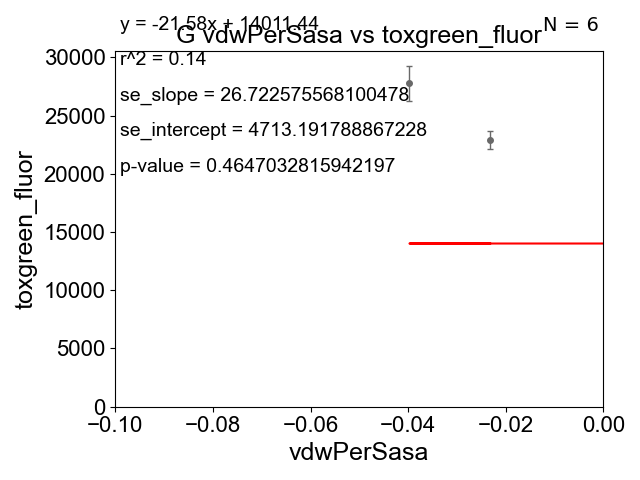 y = -21.58x + 14011.44
N = 6
G vdwPerSasa vs toxgreen_fluor
r^2 = 0.14
se_slope = 26.722575568100478
se_intercept = 4713.191788867228
p-value = 0.4647032815942197
toxgreen_fluor
30000
25000
20000
15000
10000
5000
0
−0.10 −0.08 −0.06 −0.04 −0.02 0.00
vdwPerSasa